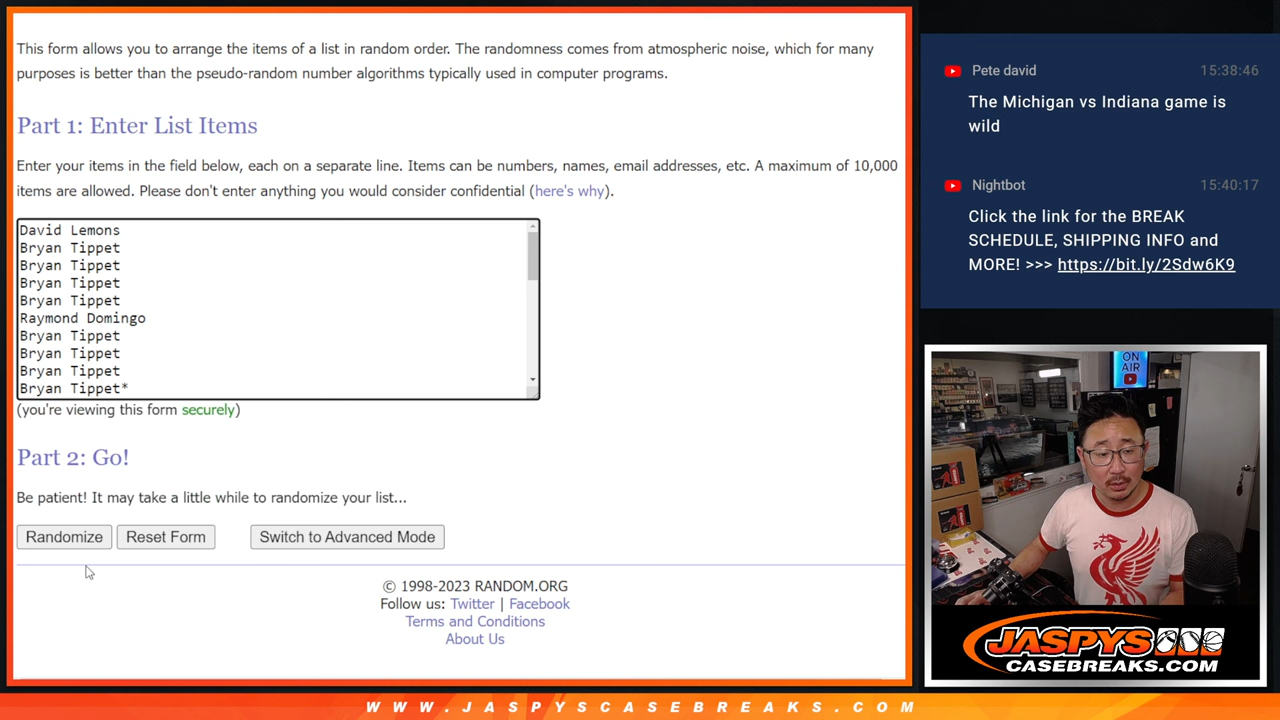 This form allows you to arrange the items of a list in random order. The randomness comes from atmospheric noise, which for many
purposes is better than the pseudo-random number algorithms typically used in computer programs.
Part 1: Enter List Items
Enter your items in the field below, each on a separate line. Items can be numbers, names, email addresses, etc. A maximum of 10,000
items are allowed. Please don't enter anything you would consider confidential (here's why).
David Lemons
Bryan Tippet
Bryan Tippet
Bryan Tippet
Bryan Tippet
Raymond Domingo
Bryan Tippet
Bryan Tippet
Bryan Tippet
Bryan Tippet*
(you're viewing this form securely)
Part 2: Go!
Be patient! It may take a little while to randomize your list...
Randomize Reset Form Switch to Advanced Mode
© 1998-2023 RANDOM.ORG
Follow us: Twitter | Facebook
Terms and Conditions
About Us
Pete david 15:38:46
The Michigan vs Indiana game is
wild
Nightbot 15:40:17
Click the link for the BREAK
SCHEDULE, SHIPPING INFO and
MORE! >>> https://bit.ly/2Sdw6K9
ON
AIR
JASPYS
CASEBREAKS.COM
WWW.JASPYSCASEBREAKS.COM